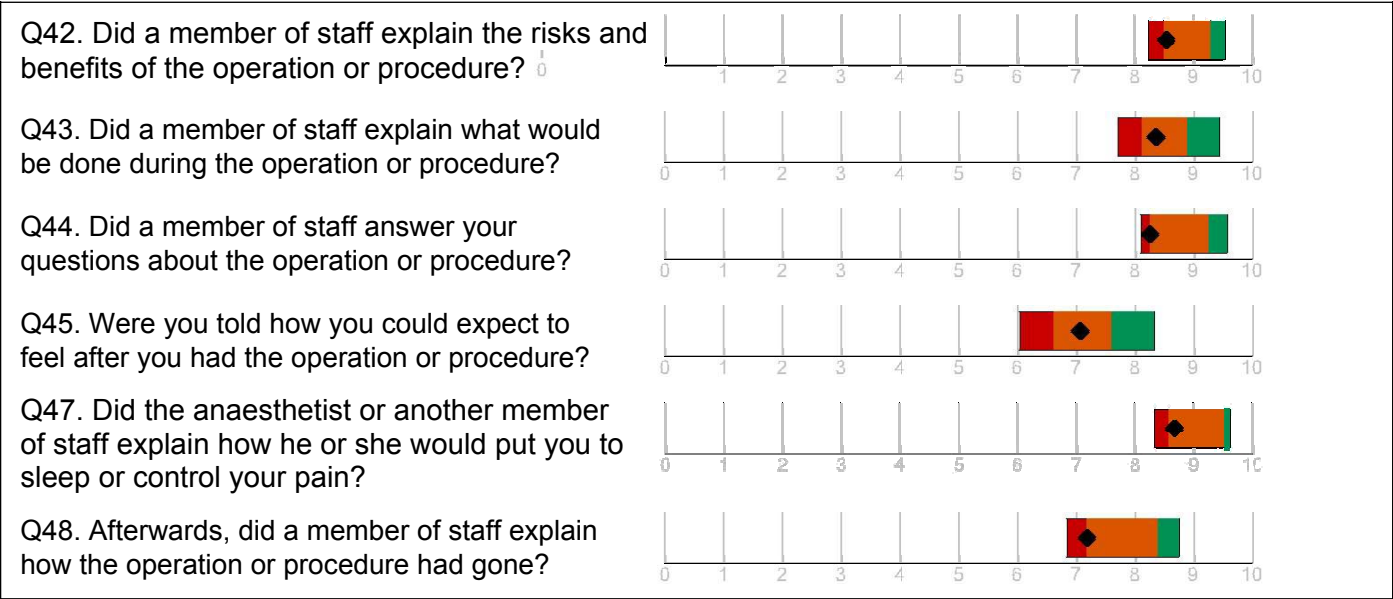 Q42. Did a member of staff explain the risks and
benefits of the operation or procedure? 0
1 2 3 4 5 6 7 8 9 10
Q43. Did a member of staff explain what would
be done during the operation or procedure?
0 1 2 3 4 5 6 7 8 9 10
Q44. Did a member of staff answer your
questions about the operation or procedure?
0 1 2 3 4 5 6 7 8 9 10
Q45. Were you told how you could expect to
feel after you had the operation or procedure?
0 1 2 3 4 5 6 7 8 9 10
Q47. Did the anaesthetist or another member
of staff explain how he or she would put you to
sleep or control your pain?
0 1 2 3 4 5 6 7 8 9 10
Q48. Afterwards, did a member of staff explain
how the operation or procedure had gone?
0 1 2 3 4 5 6 7 8 9 10